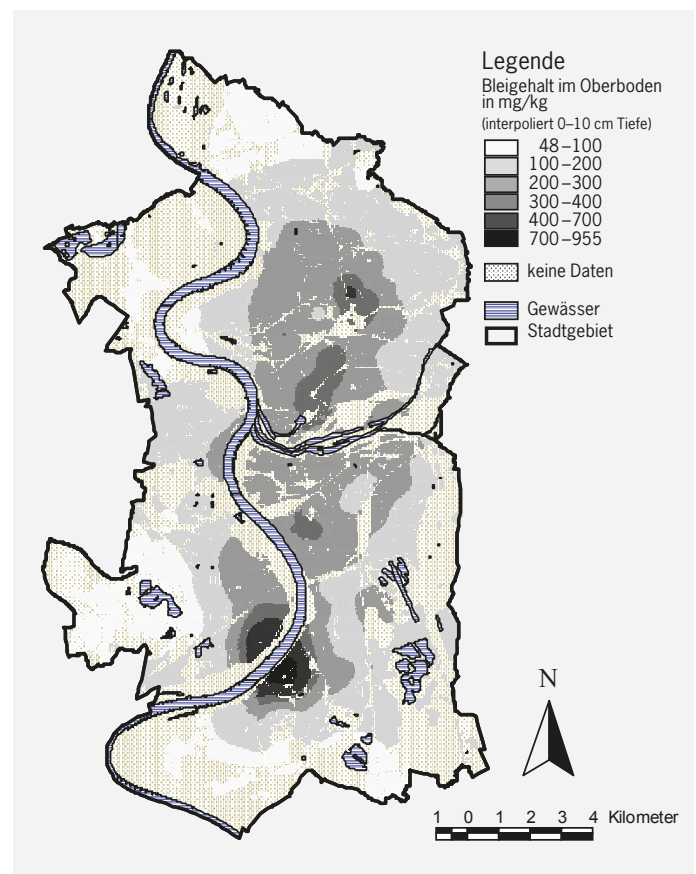 Legende
Bleigehalt im Oberboden
in mg/kg
(interpoliert 0–10 cm Tiefe)
48–100
100–200
200–300
300–400
400–700
700–955
keine Daten
Gewässer
Stadtgebiet
N
1 0 1 2 3 4 Kilometer